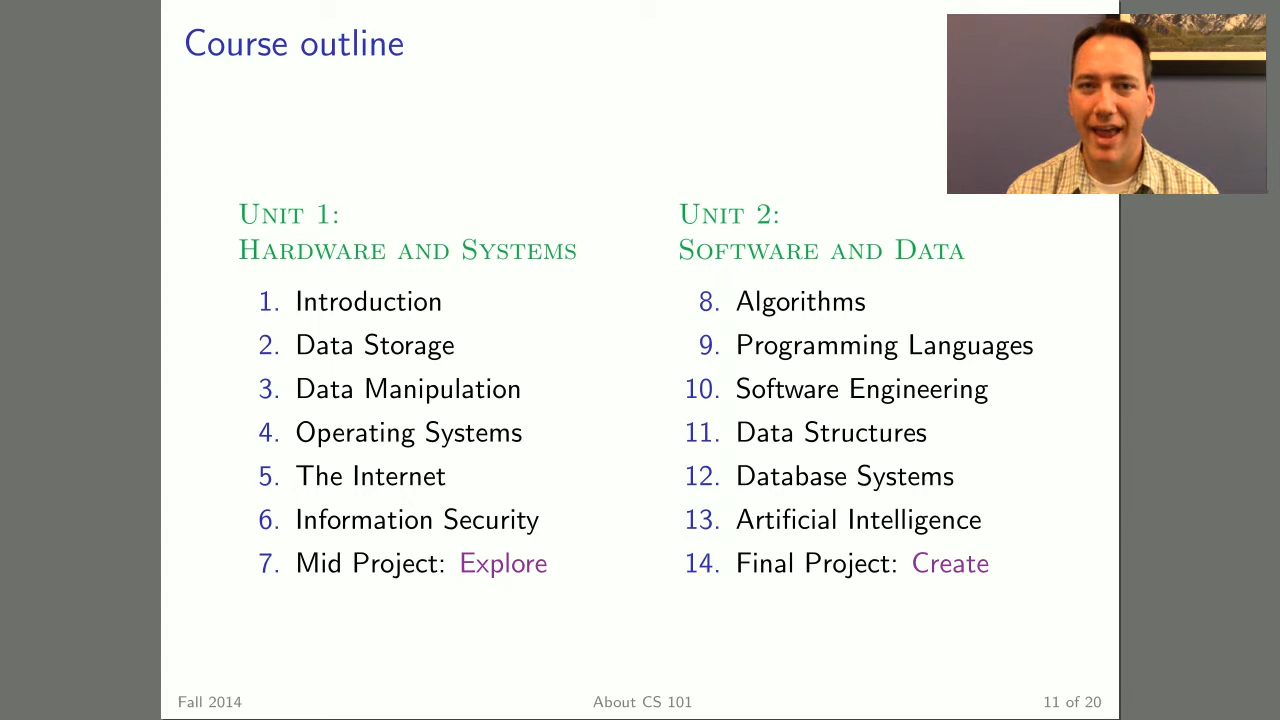 Course outline
Unit 1:
Hardware and Systems
1. Introduction
2. Data Storage
3. Data Manipulation
4. Operating Systems
5. The Internet
6. Information Security
7. Mid Project: Explore
Unit 2:
Software and Data
8. Algorithms
9. Programming Languages
10. Software Engineering
11. Data Structures
12. Database Systems
13. Artificial Intelligence
14. Final Project: Create
Fall 2014
About CS 101
11 of 20